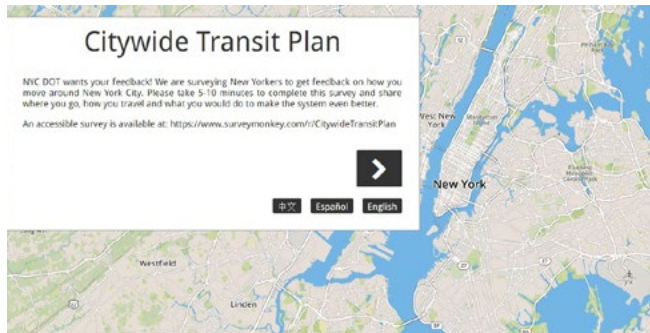 Citywide Transit Plan
NYC DOT wants your feedback! We are surveying New Yorkers to get feedback on how you
move around New York City. Please take 5-10 minutes to complete this survey and share
where you go, how you travel and what you would do to make the system even better.
An accessible survey is available at: https://www.surveymonkey.com/r/CitywideTransitPlan
West New
York
New York
中文 Español English
Westfield
Linden